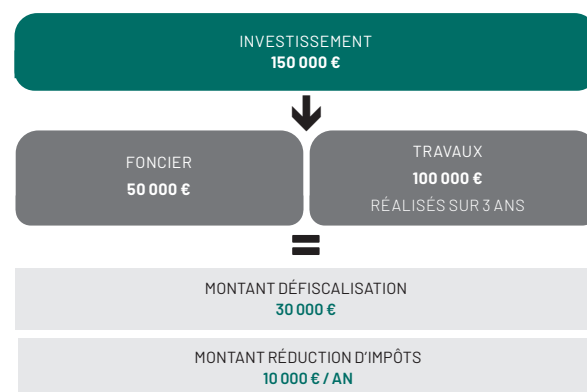 INVESTISSEMENT
150 000 €
FONCIER
50 000 €
TRAVAUX
100 000 €
RÉALISÉS SUR 3 ANS
=
MONTANT DÉFISCALISATION
30 000 €
MONTANT RÉDUCTION D'IMPÔTS
10 000 € / AN